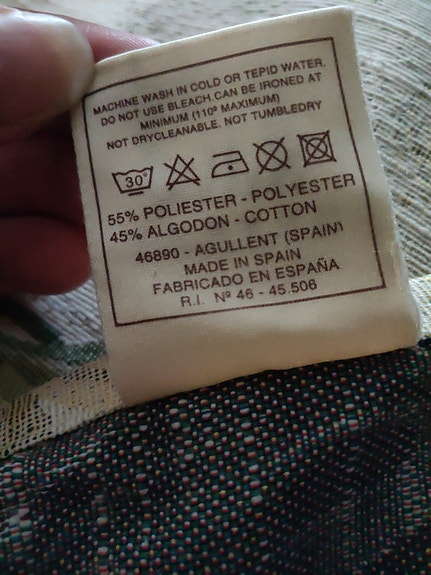 MACHINE WASH IN COLD OR TEPID WATER.
DO NOT USE BLEACH.CAN BE IRONED AT
MINIMUM (110º MAXIMUM)
NOT DRYCLEANABLE. NOT TUMBLEDRY
30°
55% POLIESTER - POLYESTER
45% ALGODON - COTTON
46890 - AGULLENT (SPAIN)
MADE IN SPAIN
FABRICADO EN ESPAÑA
R.I. Nº 46 - 45.506